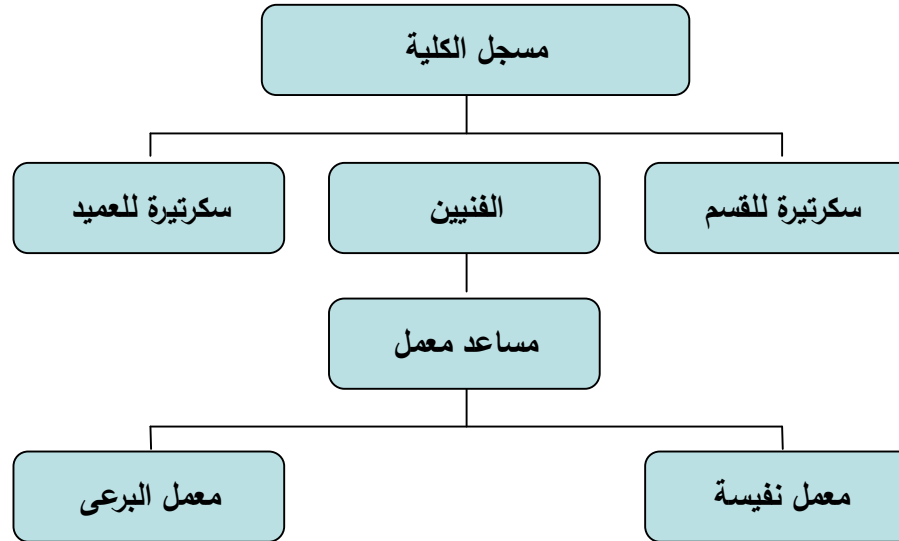 مسجل الكلية
سكرتيرة للقسم
الفنيين
سكرتيرة للعميد
مساعد معمل
معمل نفيسة
معمل البرعى